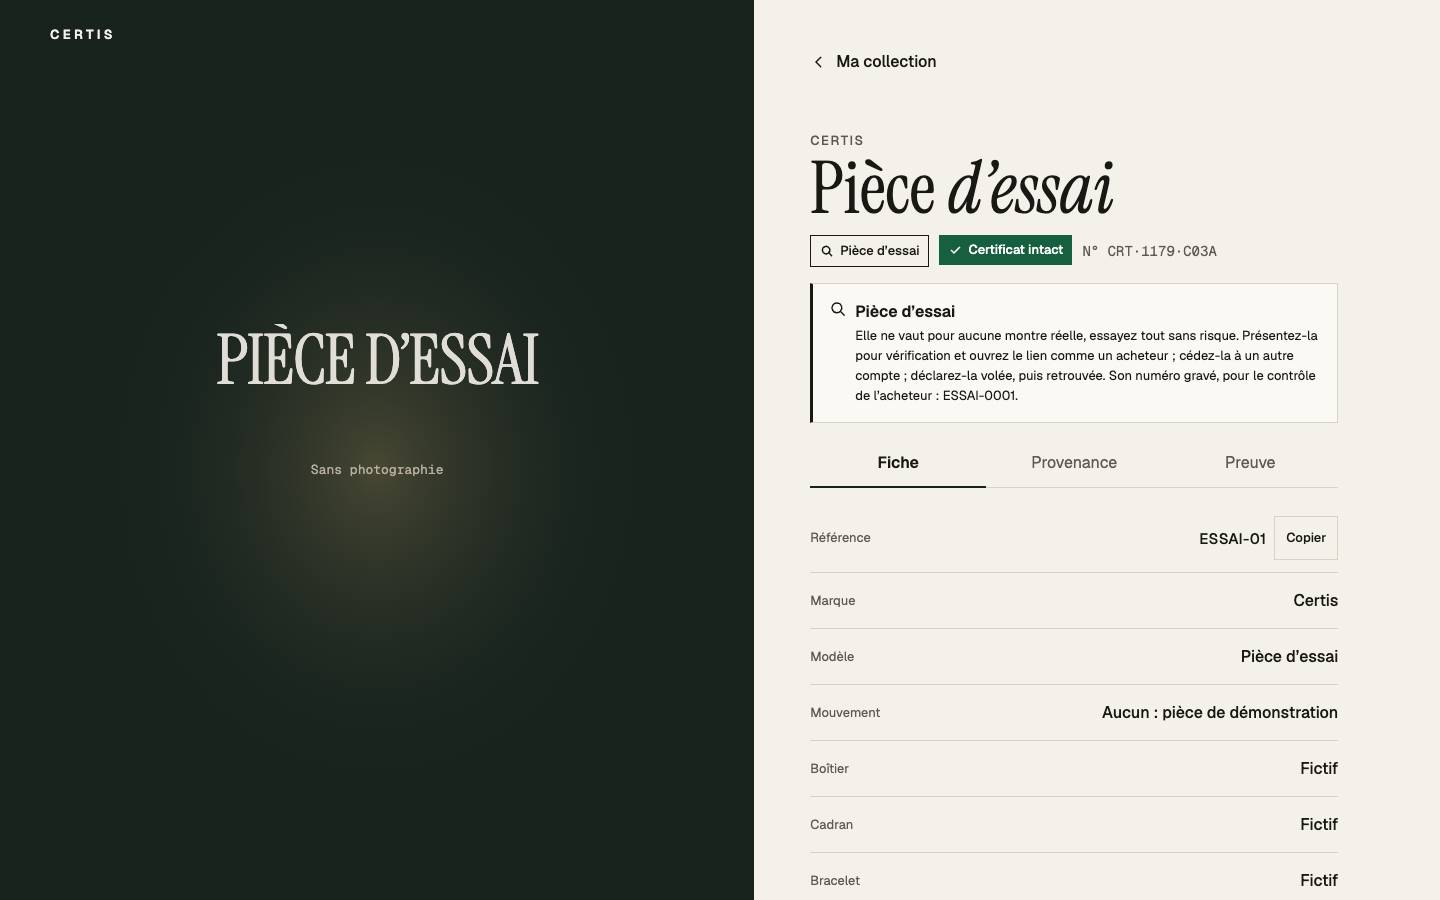 CERTIS
PIÈCE D’ESSAI
Sans photographie
Ma collection
CERTIS
Pièce d’essai
Pièce d’essai
Certificat intact
N° CRT·1179·C03A
Pièce d’essai
Elle ne vaut pour aucune montre réelle, essayez tout sans risque. Présentez-la
pour vérification et ouvrez le lien comme un acheteur ; cédez-la à un autre
compte ; déclarez-la volée, puis retrouvée. Son numéro gravé, pour le contrôle
de l’acheteur : ESSAI-0001.
Fiche
Provenance
Preuve
Référence
ESSAI-01
Copier
Marque
Certis
Modèle
Pièce d’essai
Mouvement
Aucun : pièce de démonstration
Boîtier
Fictif
Cadran
Fictif
Bracelet
Fictif